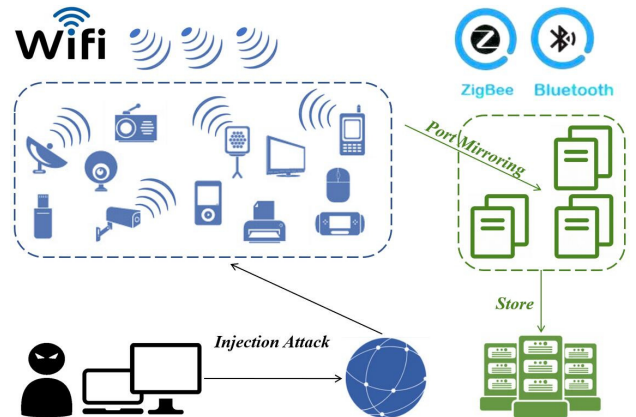 Wifi
ZigBee Bluetooth
Port Mirroring
Store
Injection Attack